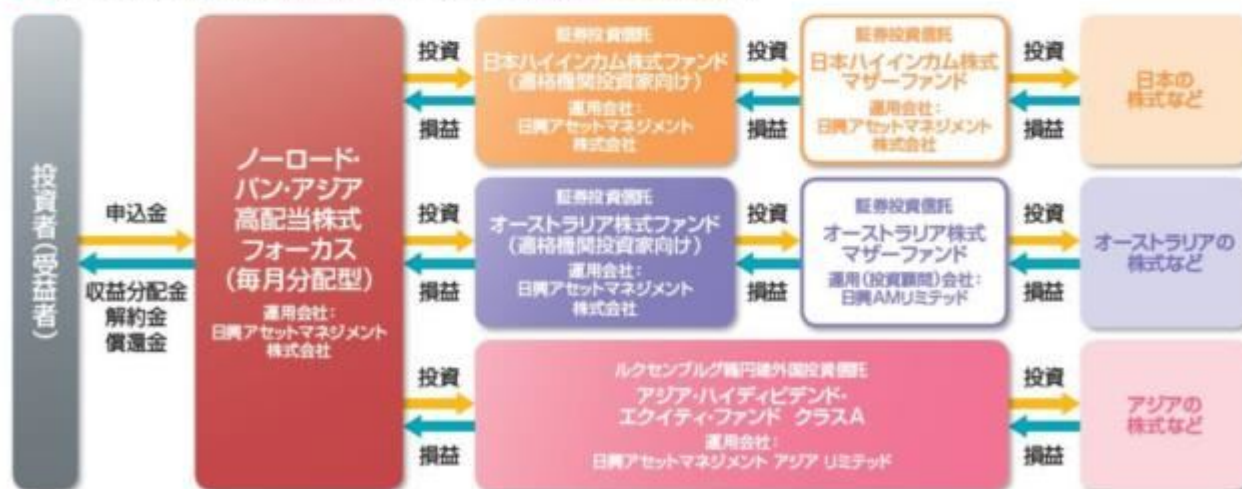 投資者(受益者)
申込金
収益分配金
解約金
償還金
ノーロード・
パン・アジア
高配当株式
フォーカス
(毎月分配型)
運用会社:
日興アセットマネジメント
株式会社
投資
損益
証券投資信託
日本ハイインカム株式ファンド
(適格機関投資家向け)
運用会社:
日興アセットマネジメント
株式会社
投資
損益
証券投資信託
日本ハイインカム株式
マザーファンド
運用会社:
日興アセットマネジメント
株式会社
投資
損益
日本の
株式など
投資
損益
証券投資信託
オーストラリア株式ファンド
(適格機関投資家向け)
運用会社:
日興アセットマネジメント
株式会社
投資
損益
証券投資信託
オーストラリア株式
マザーファンド
運用(投資顧問)会社:
日興AMリミテッド
投資
損益
オーストラリアの
株式など
投資
損益
ルクセンブルグ籍円建外国投資信託
アジア・ハイディビデンド・
エクイティ・ファンド クラスA
運用会社:
日興アセットマネジメント アジア リミテッド
投資
損益
アジアの
株式など